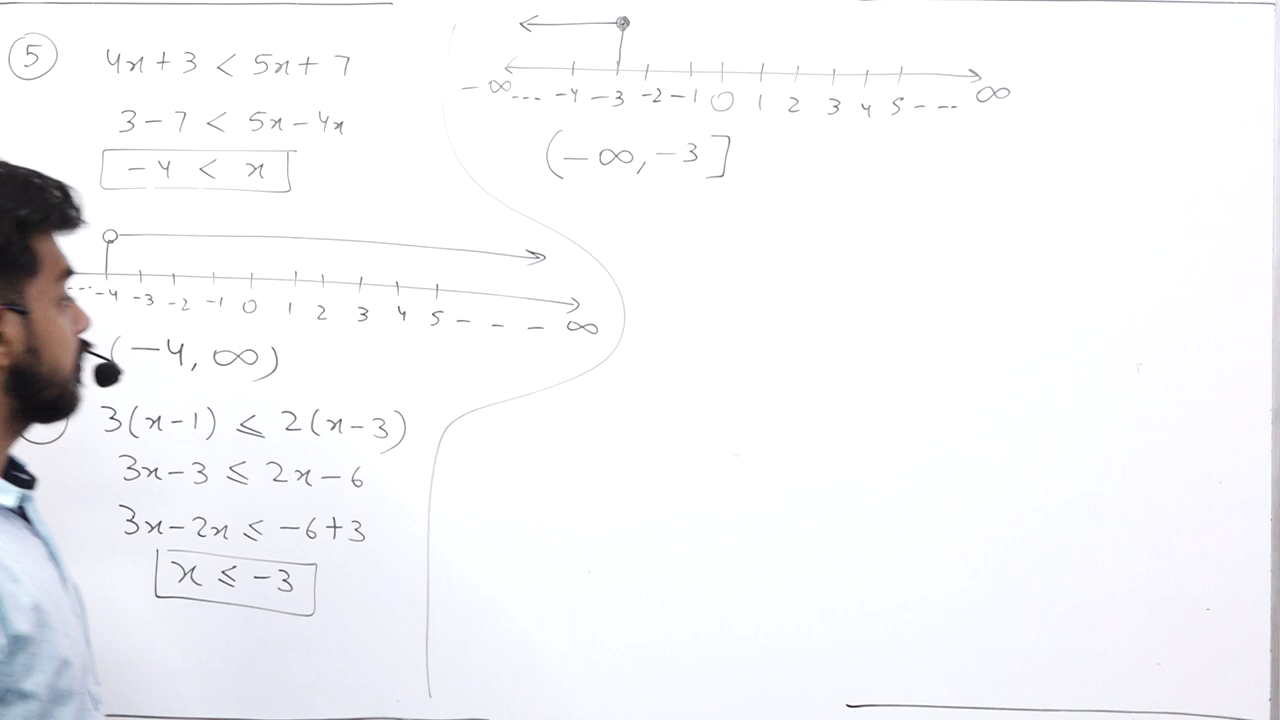 5
4x + 3 < 5x + 7
3 - 7 < 5x - 4x
- 4 < x
... -4 -3 -2 -1 0 1 2 3 4 5 - - - ∞
(-4, ∞)
3(x-1) ≤ 2(x-3)
3x - 3 ≤ 2x - 6
3x - 2x ≤ -6 + 3
x ≤ -3
-∞ ... -4 -3 -2 -1 0 1 2 3 4 5 - - - ∞
(-∞, -3]